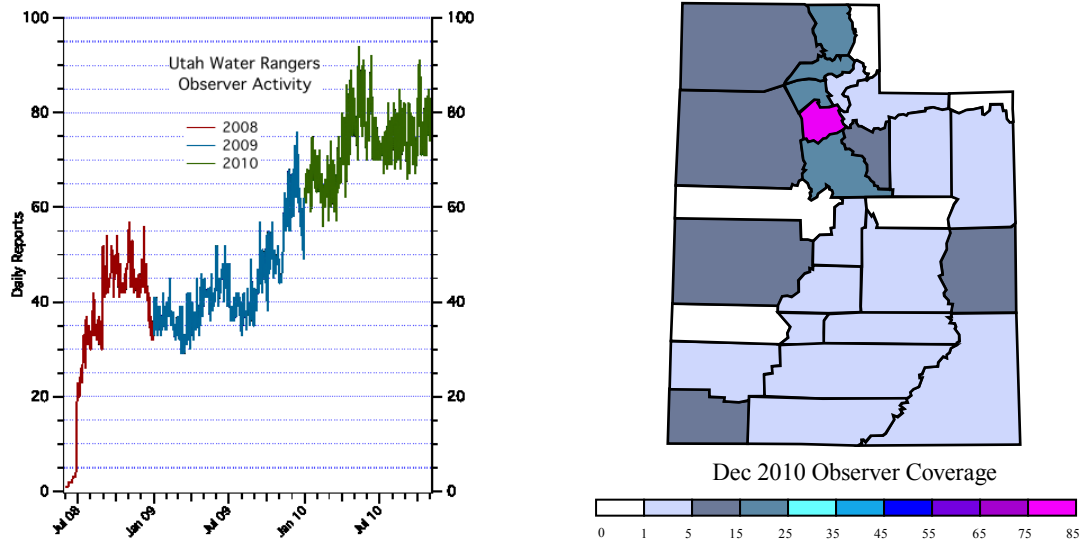 100
100
Utah Water Rangers
Observer Activity
80
80
2008
2009
2010
60
60
Daily Reports
40
40
20
20
0
0
Jul 08
Jan 09
Jul 09
Jan 10
Jul 10
Dec 2010 Observer Coverage
0 1 5 15 25 35 45 55 65 75 85